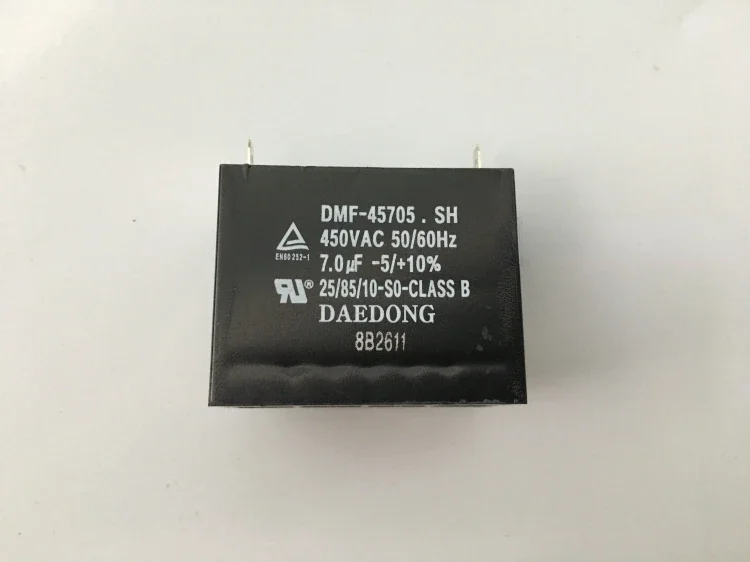 DMF-45705 . SH
450VAC 50/60Hz
EN60 252-1
7.0μF -5/+10%
RU® 25/85/10-S0-CLASS B
DAEDONG
8B2611